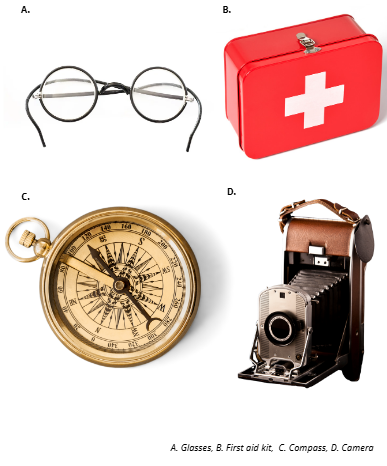 A.
B.
C.
D.
A. Glasses, B. First aid kit,  C. Compass, D. Camera